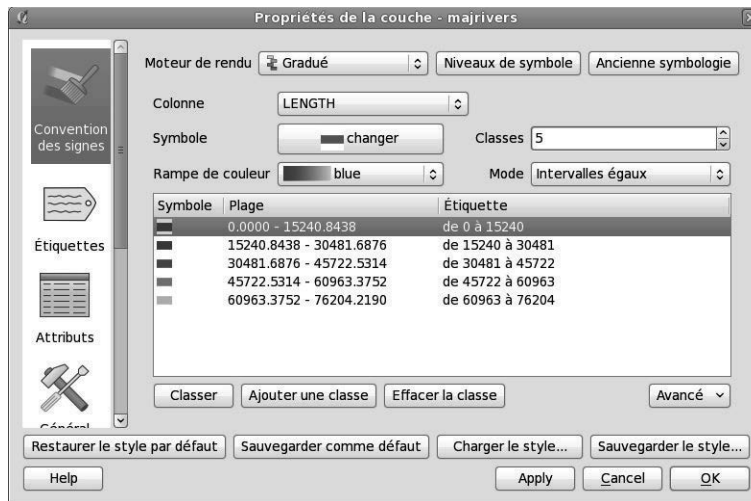 Propriétés de la couche - majrivers
Convention des signes
Étiquettes
Attributs
Général
Moteur de rendu Gradué Niveaux de symbole Ancienne symbologie
Colonne LENGTH
Symbole changer Classes 5
Rampe de couleur blue Mode Intervalles égaux
Symbole Plage Étiquette
0.0000 - 15240.8438 de 0 à 15240
15240.8438 - 30481.6876 de 15240 à 30481
30481.6876 - 45722.5314 de 30481 à 45722
45722.5314 - 60963.3752 de 45722 à 60963
60963.3752 - 76204.2190 de 60963 à 76204
Classer Ajouter une classe Effacer la classe Avancé
Restaurer le style par défaut Sauvegarder comme défaut Charger le style... Sauvegarder le style...
Help Apply Cancel OK